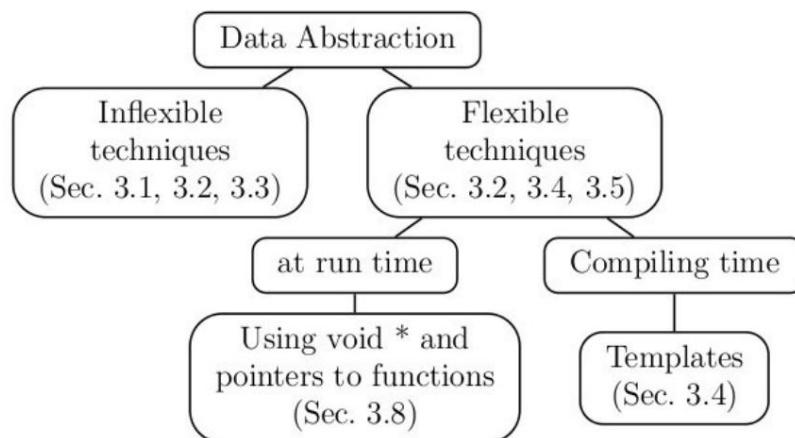 Data Abstraction
Inflexible
techniques
(Sec. 3.1, 3.2, 3.3)
Flexible
techniques
(Sec. 3.2, 3.4, 3.5)
at run time
Compiling time
Using void * and
pointers to functions
(Sec. 3.8)
Templates
(Sec. 3.4)